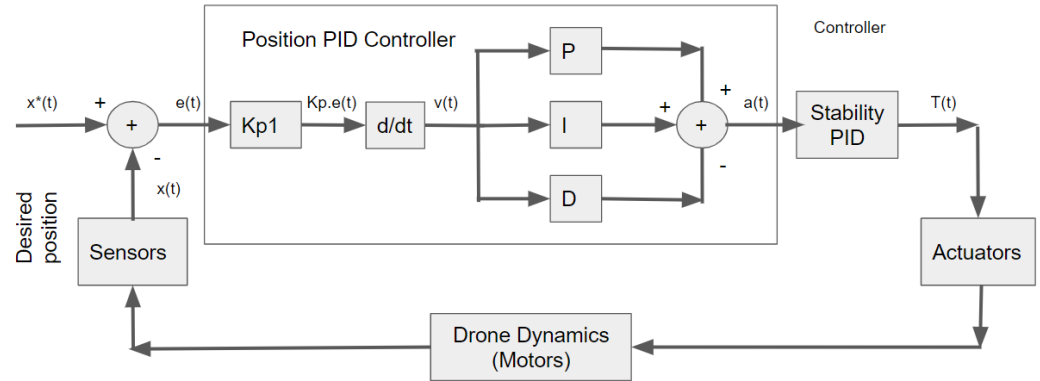 Position PID Controller
Controller
x*(t)
+
+
-
x(t)
e(t)
Kp1
Kp.e(t)
d/dt
v(t)
P
I
D
+
+
+
-
a(t)
Stability
PID
T(t)
Desired
position
Sensors
Actuators
Drone Dynamics
(Motors)